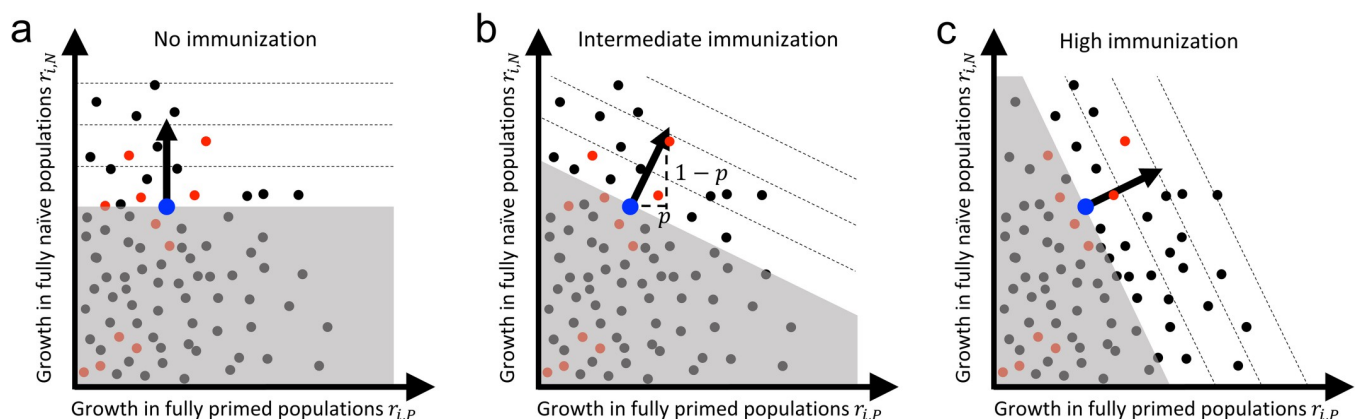 a
No immunization
Growth in fully naïve populations r_{i,N}
Growth in fully primed populations r_{i,P}
b
Intermediate immunization
Growth in fully naïve populations r_{i,N}
1 − p
p
Growth in fully primed populations r_{i,P}
c
High immunization
Growth in fully naïve populations r_{i,N}
Growth in fully primed populations r_{i,P}